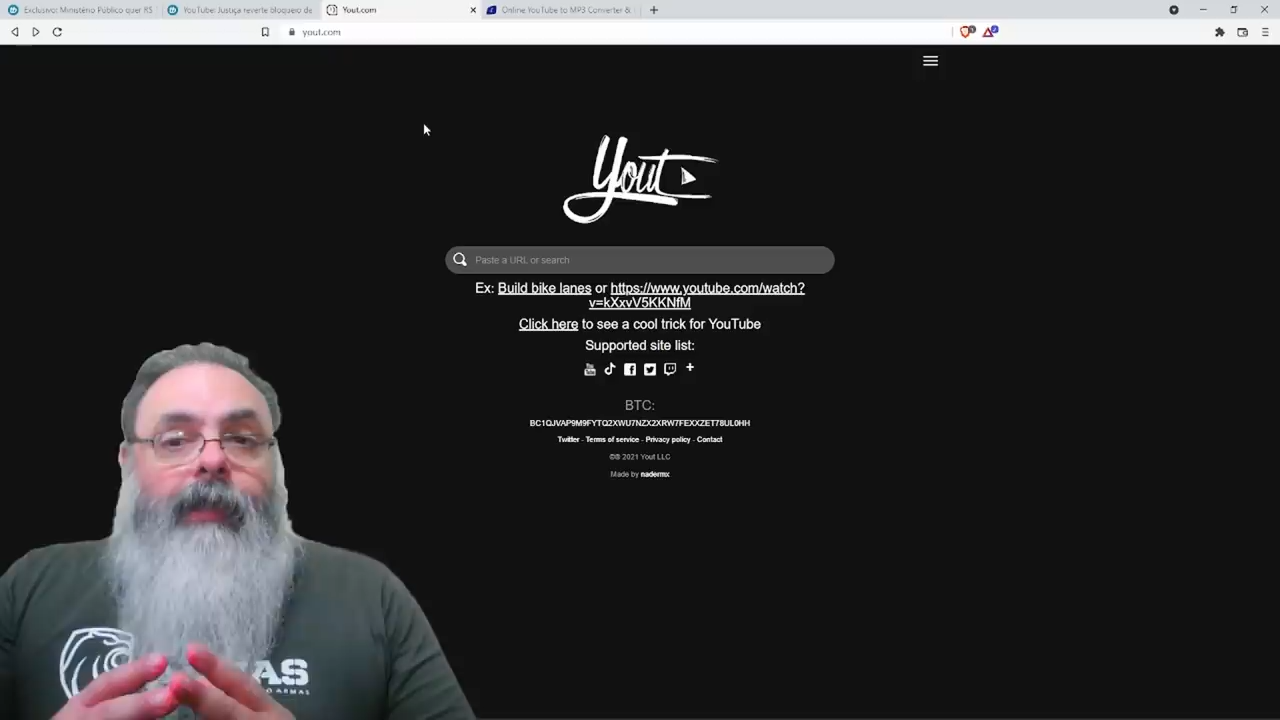 Exclusivo: Ministério Público quer R$
YouTube: Justiça reverte bloqueio de
Yout.com
Online YouTube to MP3 Converter &
yout.com
Yout
Paste a URL or search
Ex: Build bike lanes or https://www.youtube.com/watch?
v=kXxvV5KKNfM
Click here to see a cool trick for YouTube
Supported site list:
BTC:
BC1QJVAP9M9FYTQ2XWU7NZX2XRW7FEXXZET78UL0HH
Twitter - Terms of service - Privacy policy - Contact
©® 2021 Yout LLC
Made by nadermx